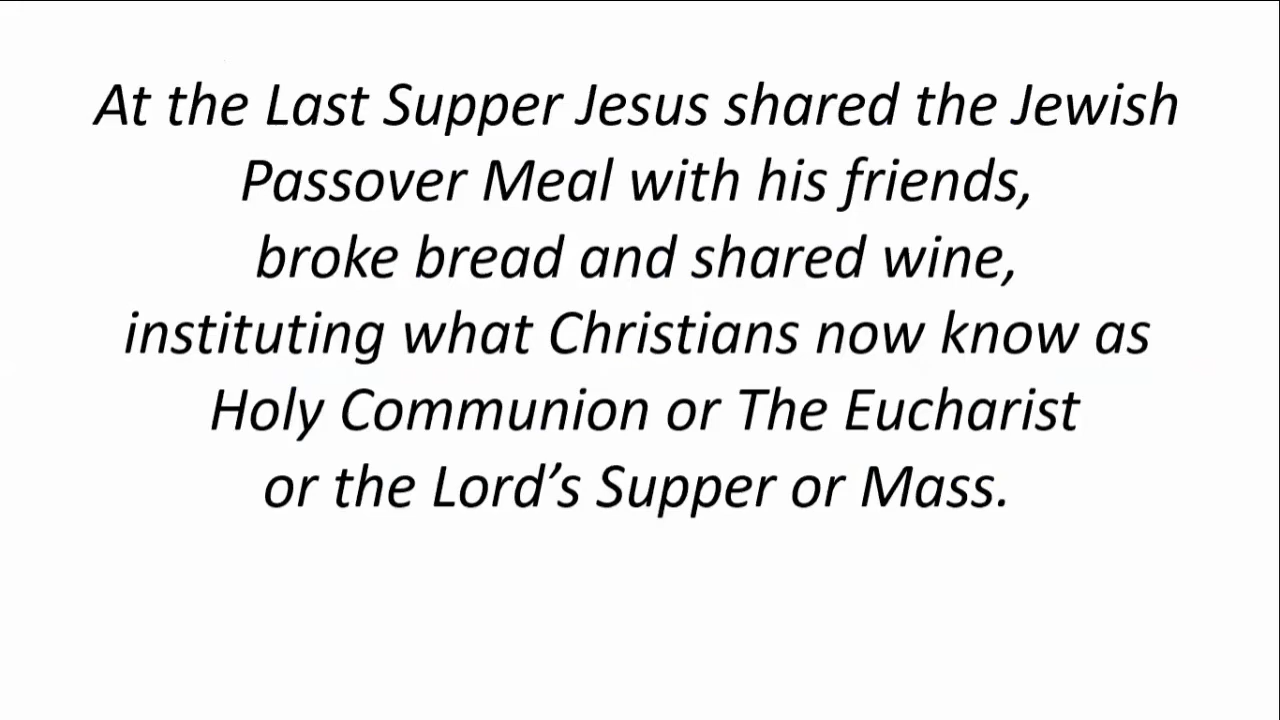 At the Last Supper Jesus shared the Jewish
Passover Meal with his friends,
broke bread and shared wine,
instituting what Christians now know as
Holy Communion or The Eucharist
or the Lord’s Supper or Mass.